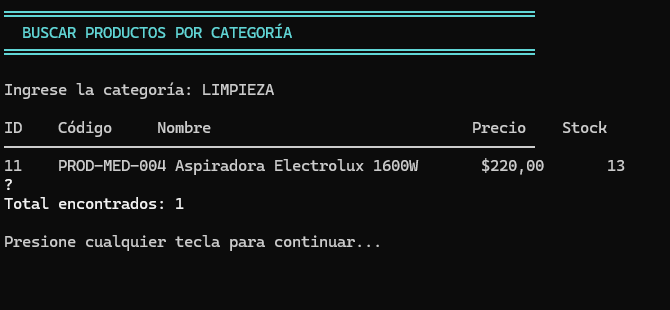 BUSCAR PRODUCTOS POR CATEGORÍA
Ingrese la categoría: LIMPIEZA
ID    Código     Nombre                             Precio    Stock
11    PROD-MED-004 Aspiradora Electrolux 1600W       $220,00       13
?
Total encontrados: 1
Presione cualquier tecla para continuar...